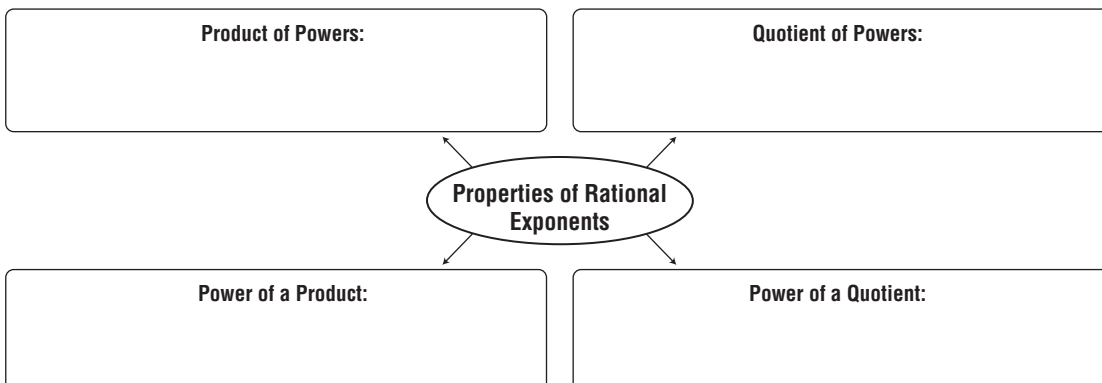 Product of Powers:
Quotient of Powers:
Properties of Rational
Exponents
Power of a Product:
Power of a Quotient: